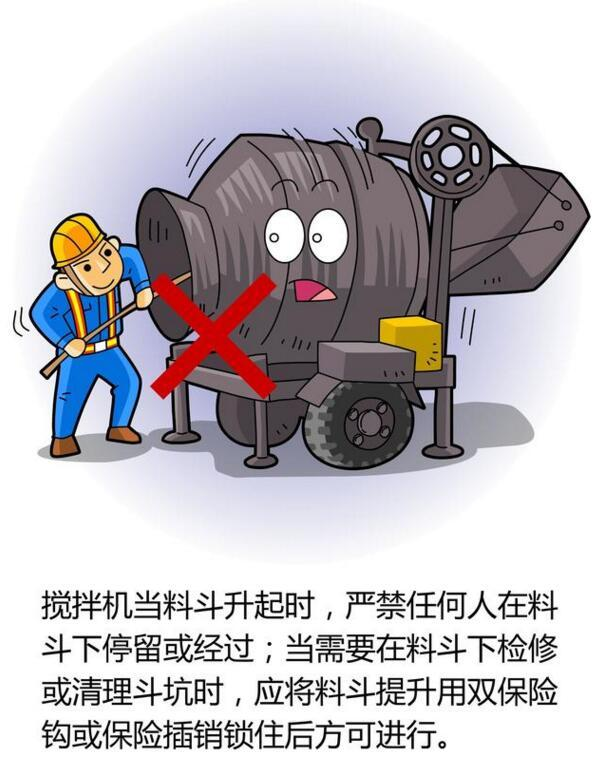 搅拌机当料斗升起时，严禁任何人在料
斗下停留或经过；当需要在料斗下检修
或清理斗坑时，应将料斗提升用双保险
钩或保险插销锁住后方可进行。